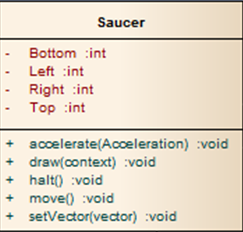 Saucer
- Bottom :int
- Left :int
- Right :int
- Top :int
+ accelerate(Acceleration) :void
+ draw(context) :void
+ halt() :void
+ move() :void
+ setVector(vector) :void